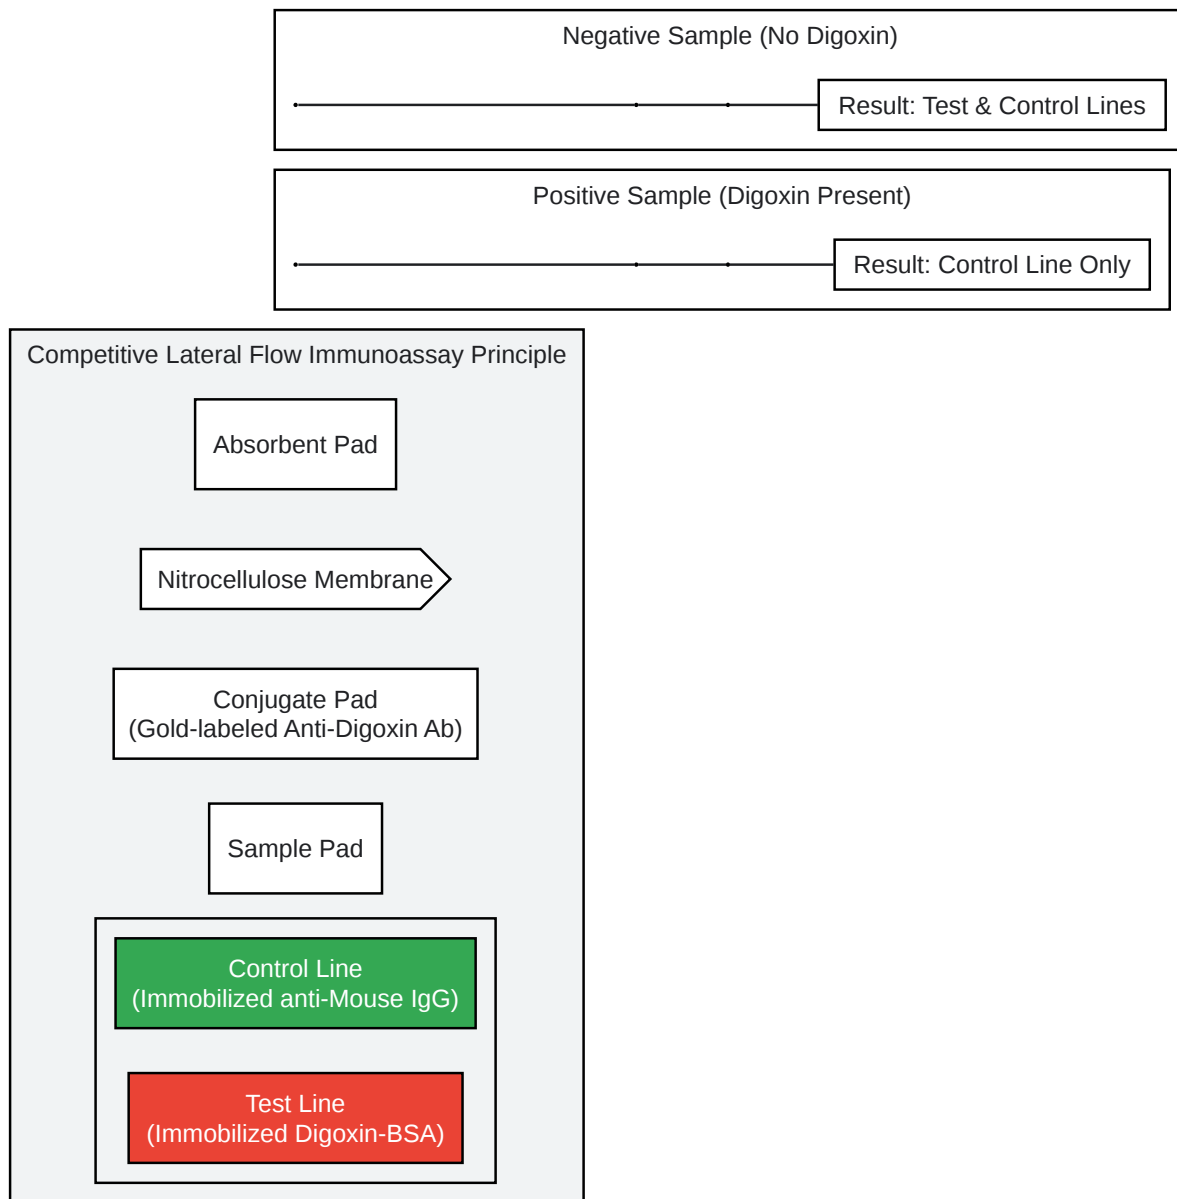 Negative Sample (No Digoxin)
Result: Test & Control Lines
Positive Sample (Digoxin Present)
Result: Control Line Only
Competitive Lateral Flow Immunoassay Principle
Absorbent Pad
Nitrocellulose Membrane
Conjugate Pad
(Gold-labeled Anti-Digoxin Ab)
Sample Pad
Control Line
(Immobilized anti-Mouse IgG)
Test Line
(Immobilized Digoxin-BSA)